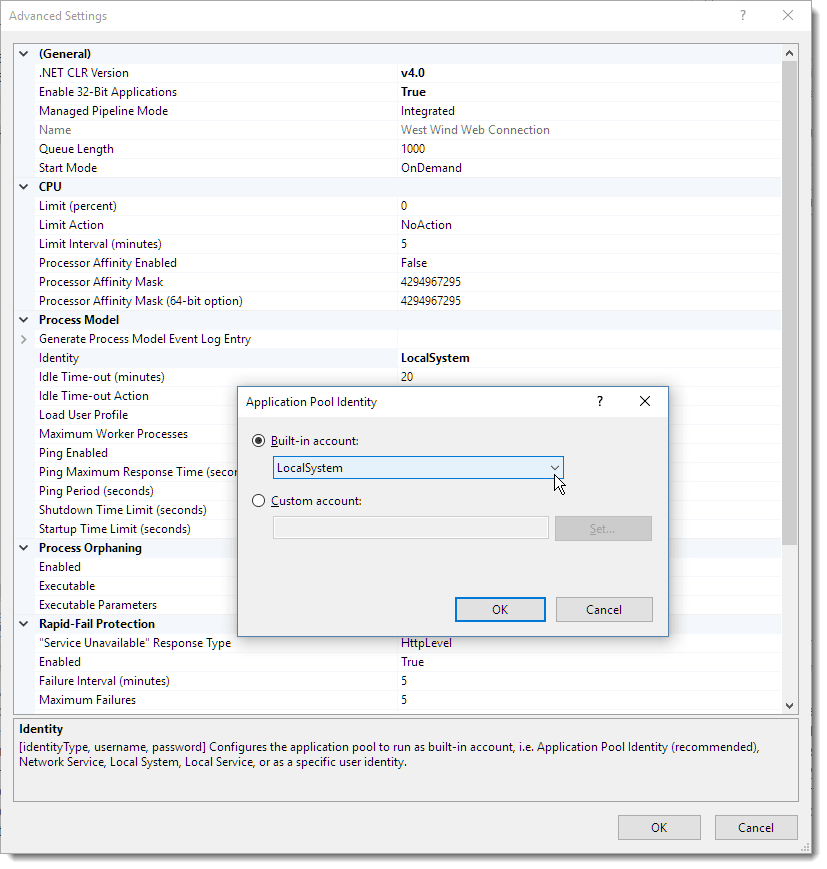 Advanced Settings
?
(General)
.NET CLR Version v4.0
Enable 32-Bit Applications True
Managed Pipeline Mode Integrated
Name West Wind Web Connection
Queue Length 1000
Start Mode OnDemand
CPU
Limit (percent) 0
Limit Action NoAction
Limit Interval (minutes) 5
Processor Affinity Enabled False
Processor Affinity Mask 4294967295
Processor Affinity Mask (64-bit option) 4294967295
Process Model
Generate Process Model Event Log Entry
Identity LocalSystem
Idle Time-out (minutes) 20
Idle Time-out Action
Load User Profile
Maximum Worker Processes
Ping Enabled
Ping Maximum Response Time (secor
Ping Period (seconds)
Shutdown Time Limit (seconds)
Startup Time Limit (seconds)
Process Orphaning
Enabled
Executable
Executable Parameters
Rapid-Fail Protection
"Service Unavailable" Response Type HttpLevel
Enabled True
Failure Interval (minutes) 5
Maximum Failures 5
Application Pool Identity
?
Built-in account:
LocalSystem
Custom account:
Set...
OK Cancel
Identity
[identityType, username, password] Configures the application pool to run as built-in account, i.e. Application Pool Identity (recommended),
Network Service, Local System, Local Service, or as a specific user identity.
OK Cancel